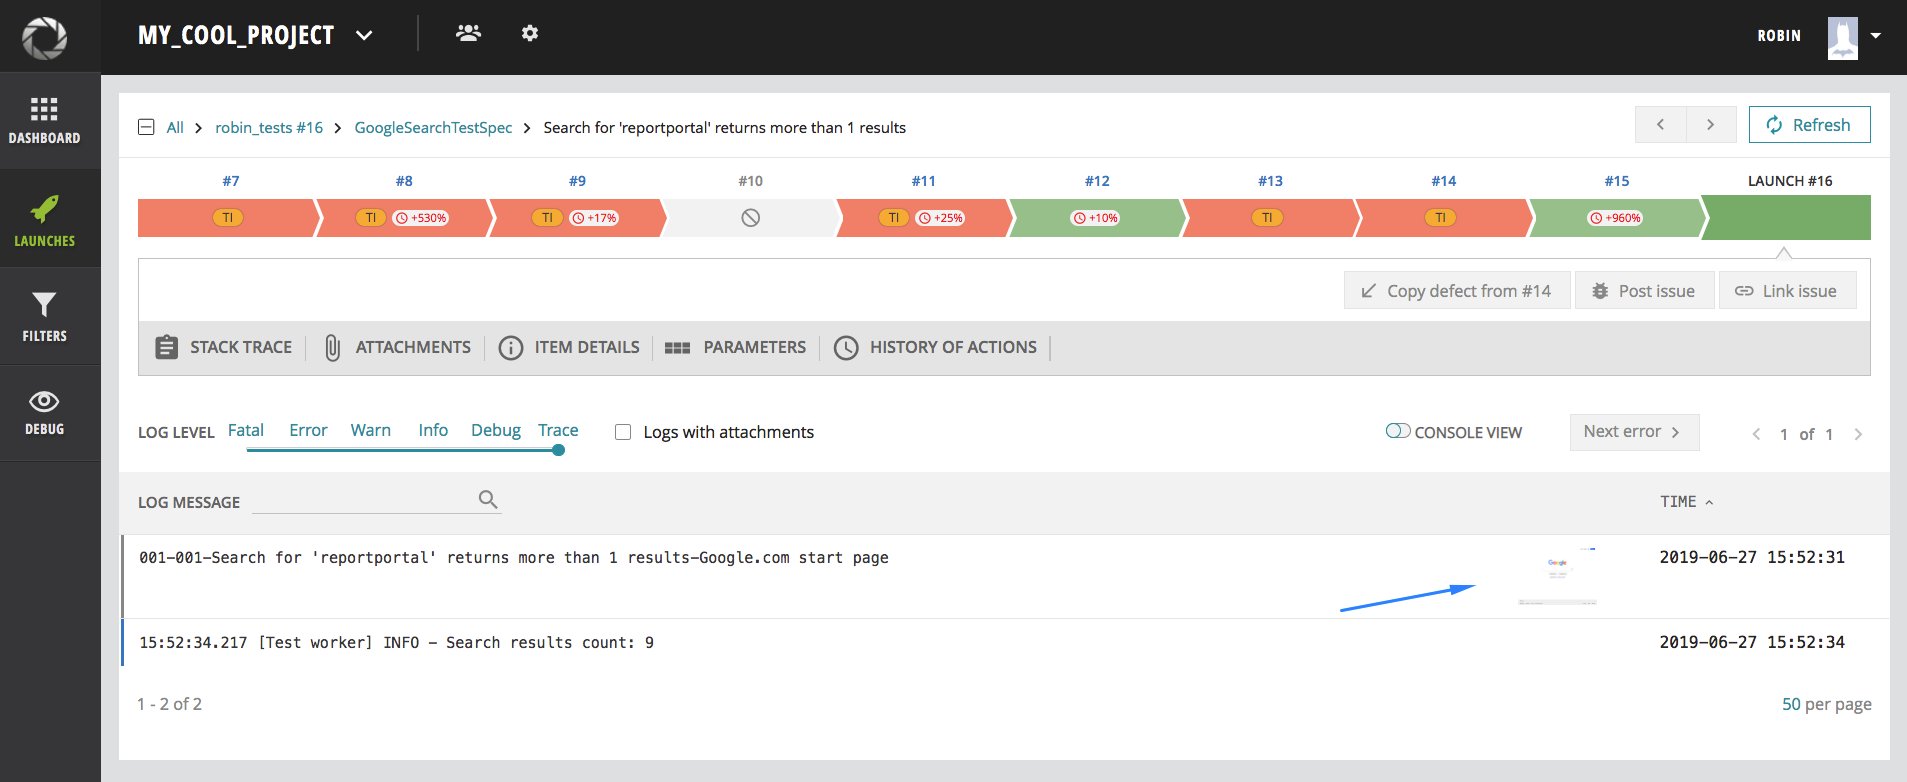 MY_COOL_PROJECT
ROBIN
DASHBOARD
LAUNCHES
FILTERS
DEBUG
All > robin_tests #16 > GoogleSearchTestSpec > Search for 'reportportal' returns more than 1 results
Refresh
#7 #8 #9 #10 #11 #12 #13 #14 #15 LAUNCH #16
TI TI +530% TI +17% TI +25% +10% TI TI +960%
Copy defect from #14 Post issue Link issue
STACK TRACE ATTACHMENTS ITEM DETAILS PARAMETERS HISTORY OF ACTIONS
LOG LEVEL Fatal Error Warn Info Debug Trace Logs with attachments CONSOLE VIEW Next error > 1 of 1
LOG MESSAGE TIME
001-001-Search for 'reportportal' returns more than 1 results-Google.com start page 2019-06-27 15:52:31
Google
15:52:34.217 [Test worker] INFO - Search results count: 9 2019-06-27 15:52:34
1 - 2 of 2 50 per page